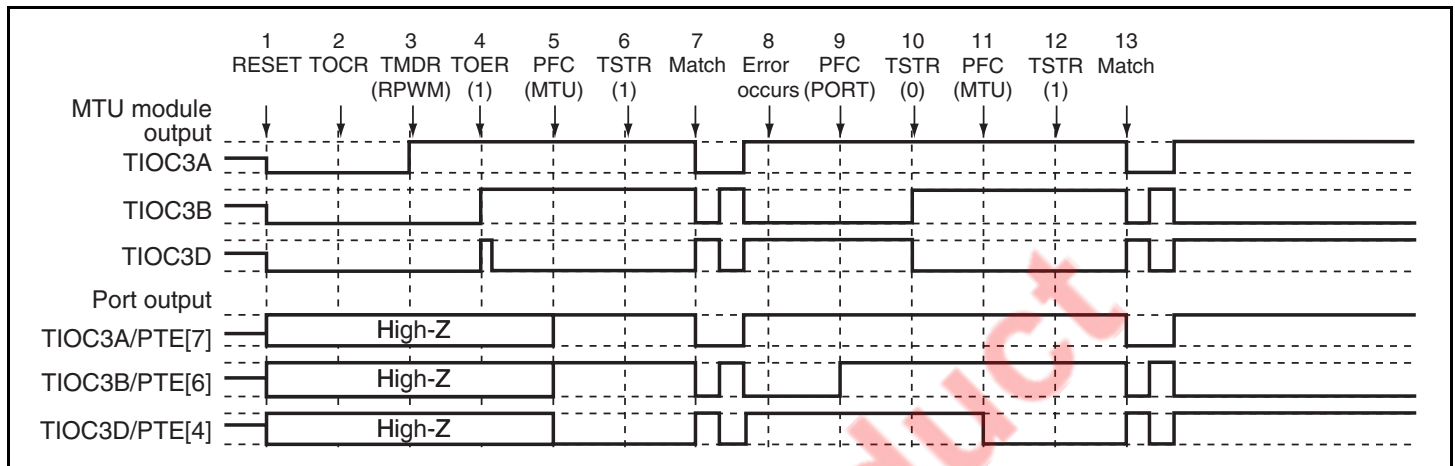 1 2 3 4 5 6 7 8 9 10 11 12 13
RESET TOCR TMDR TOER PFC TSTR Match Error PFC TSTR PFC TSTR Match
(RPWM) (1) (MTU) (1) occurs (PORT) (0) (MTU) (1)
MTU module
output
TIOC3A
TIOC3B
TIOC3D
Port output
TIOC3A/PTE[7] High-Z
TIOC3B/PTE[6] High-Z
TIOC3D/PTE[4] High-Z
duct